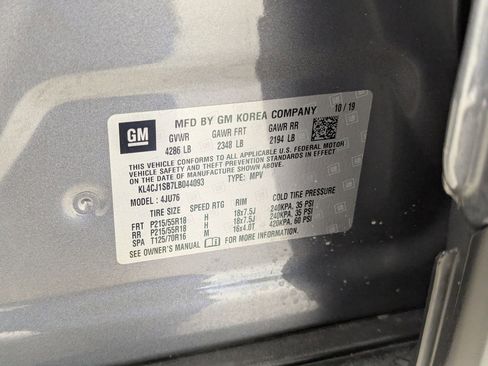 MFD BY GM KOREA COMPANY 10 / 19
GM
GVWR GAWR FRT GAWR RR
4286 LB 2348 LB 2194 LB
THIS VEHICLE CONFORMS TO ALL APPLICABLE U.S. FEDERAL MOTOR
VEHICLE SAFETY, BUMPER, AND THEFT PREVENTION STANDARDS IN
EFFECT ON THE DATE OF MANUFACTURE SHOWN ABOVE.
KL4CJ1SB7LB044093 TYPE: MPV
MODEL : 4JU76
TIRE SIZE SPEED RTG RIM COLD TIRE PRESSURE
FRT P215/55R18 H 18x7.5J 240KPA, 35 PSI
RR P215/55R18 H 18x7.5J 240KPA, 35 PSI
SPA T125/70R16 M 16x4.0T 420KPA, 60 PSI
SEE OWNER'S MANUAL FOR MORE INFORMATION.